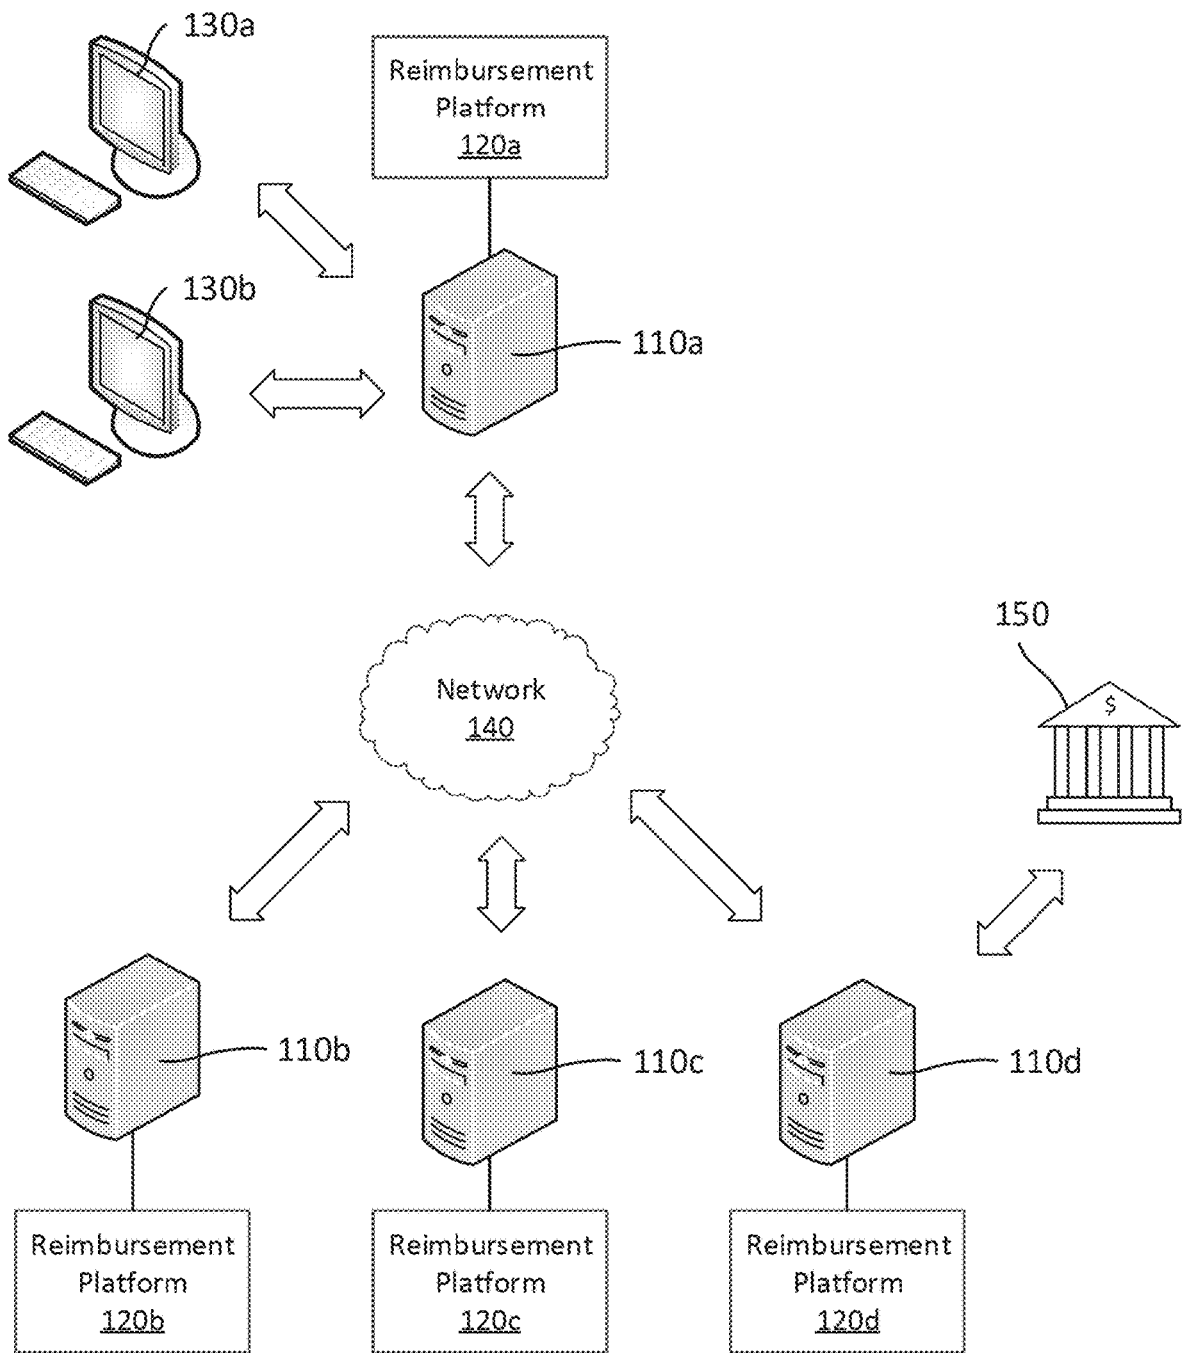 130a
Reimbursement
Platform
120a
130b
110a
150
$
Network
140
110b
110c
110d
Reimbursement
Platform
120b
Reimbursement
Platform
120c
Reimbursement
Platform
120d